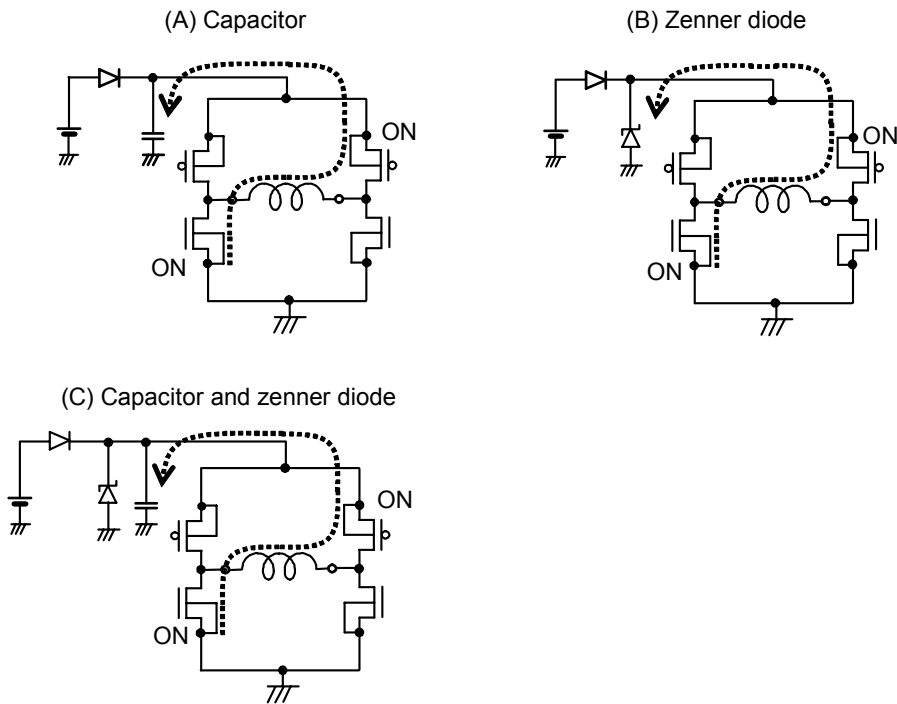 (A) Capacitor
(B) Zenner diode
ON
ON
ON
ON
(C) Capacitor and zenner diode
ON
ON